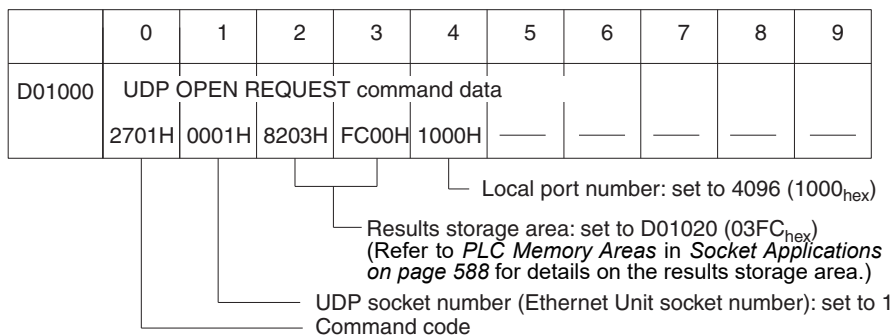 0 1 2 3 4 5 6 7 8 9
D01000 UDP OPEN REQUEST command data
2701H 0001H 8203H FC00H 1000H — — — — —
Local port number: set to 4096 (1000hex)
Results storage area: set to D01020 (03FChex)
(Refer to PLC Memory Areas in Socket Applications
on page 588 for details on the results storage area.)
UDP socket number (Ethernet Unit socket number): set to 1
Command code